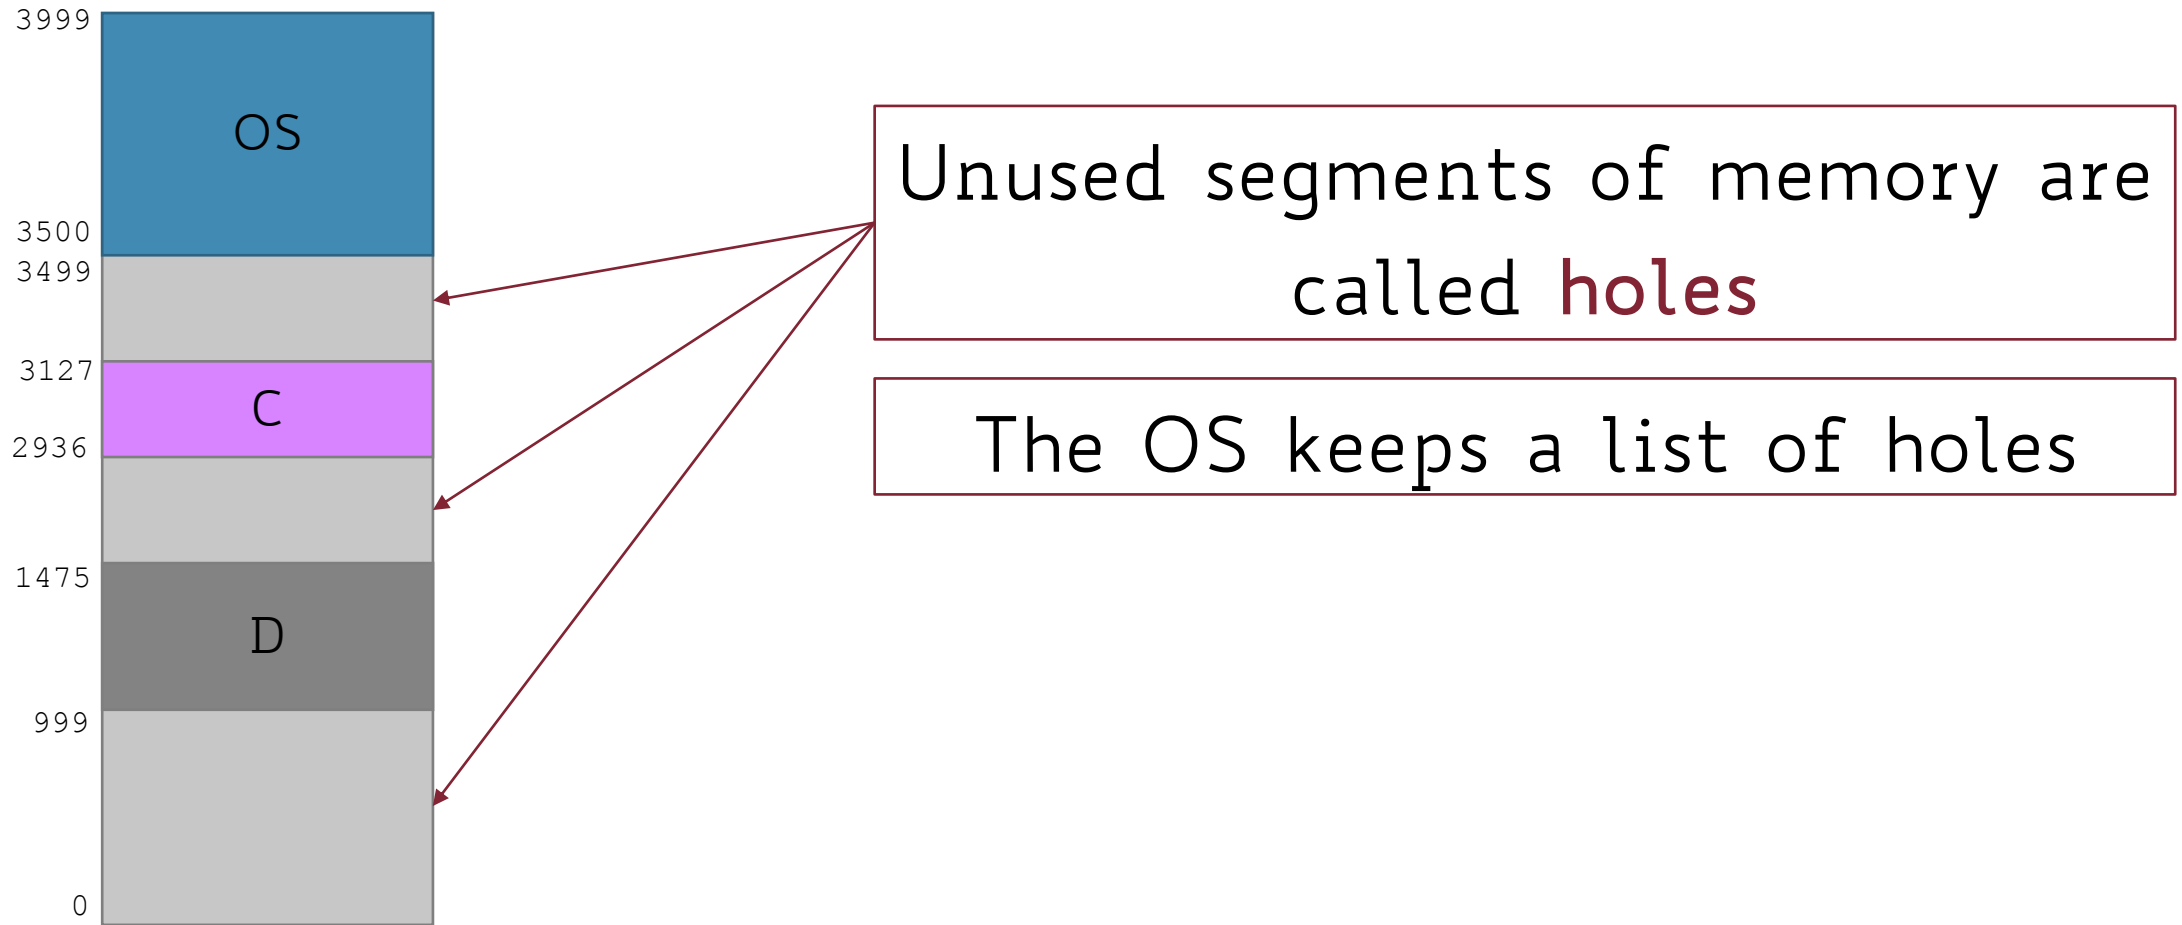 3999
OS
3500
3499
3127
C
2936
1475
D
999
0
Unused segments of memory are
called holes
The OS keeps a list of holes